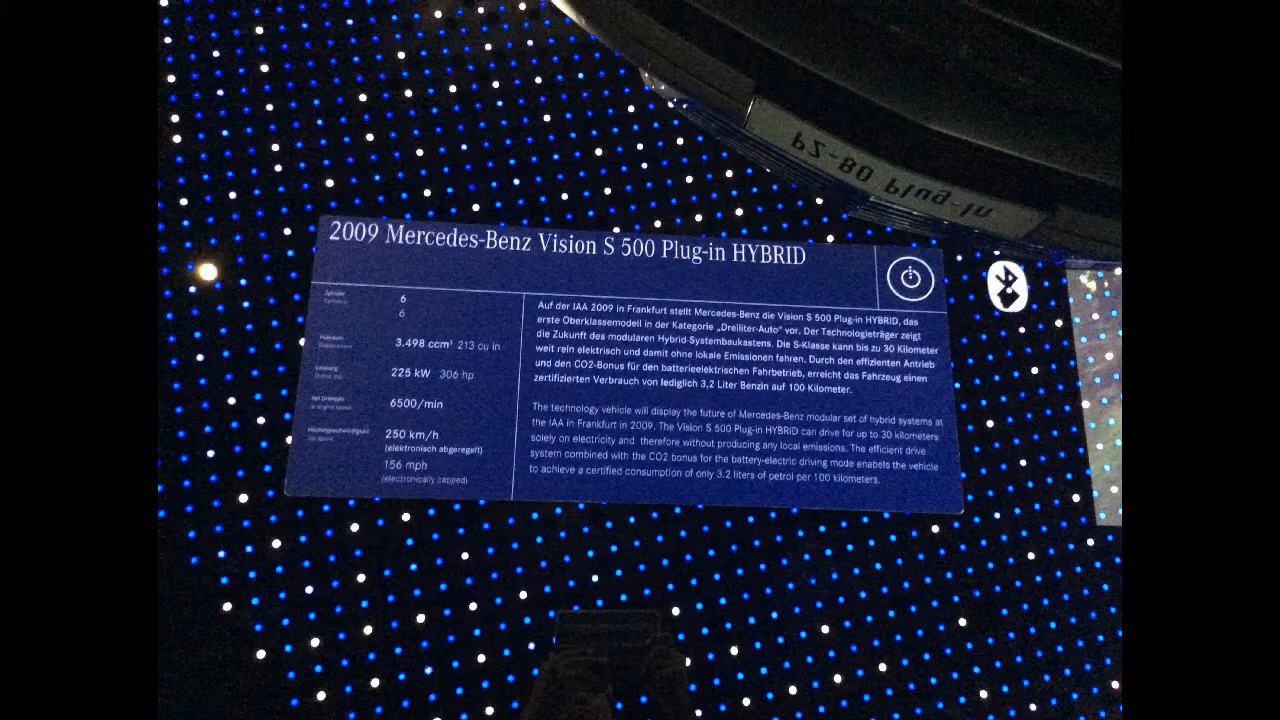 2009 Mercedes-Benz Vision S 500 Plug-in HYBRID
Zylinder
6
6
Hubraum
3.498 ccm³ 213 cu in
Leistung
225 kW 306 hp
bei Drehzahl
6500/min
Höchstgeschwindigkeit
250 km/h
(elektronisch abgeregelt)
156 mph
(electronically capped)
Auf der IAA 2009 in Frankfurt stellt Mercedes-Benz die Vision S 500 Plug-in HYBRID, das
erste Oberklassemodell in der Kategorie „Dreiliter-Auto“ vor. Der Technologieträger zeigt
die Zukunft des modularen Hybrid-Systembaukastens. Die S-Klasse kann bis zu 30 Kilometer
weit rein elektrisch und damit ohne lokale Emissionen fahren. Durch den effizienten Antrieb
und den CO2-Bonus für den batterieelektrischen Fahrbetrieb, erreicht das Fahrzeug einen
zertifizierten Verbrauch von lediglich 3,2 Liter Benzin auf 100 Kilometer.
The technology vehicle will display the future of Mercedes-Benz modular set of hybrid systems at
the IAA in Frankfurt in 2009. The Vision S 500 Plug-in HYBRID can drive for up to 30 kilometers
solely on electricity and therefore without producing any local emissions. The efficient drive
system combined with the CO2 bonus for the battery-electric driving mode enabels the vehicle
to achieve a certified consumption of only 3.2 liters of petrol per 100 kilometers.